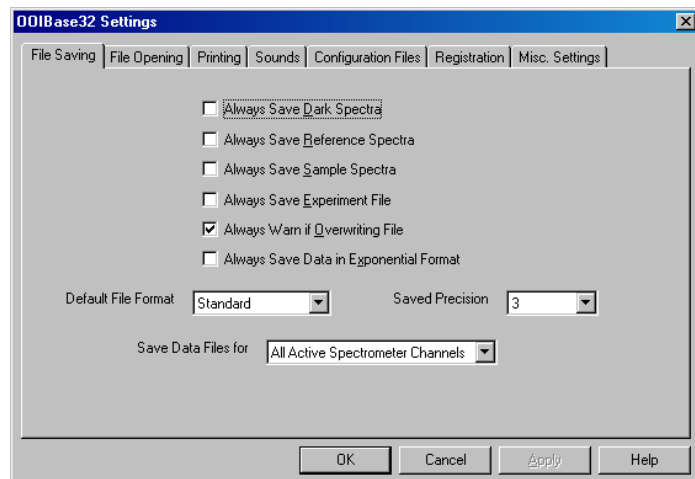 OOIBase32 Settings
File Saving File Opening Printing Sounds Configuration Files Registration Misc. Settings
Always Save Dark Spectra
Always Save Reference Spectra
Always Save Sample Spectra
Always Save Experiment File
Always Warn if Overwriting File
Always Save Data in Exponential Format
Default File Format Standard Saved Precision 3
Save Data Files for All Active Spectrometer Channels
OK Cancel Apply Help